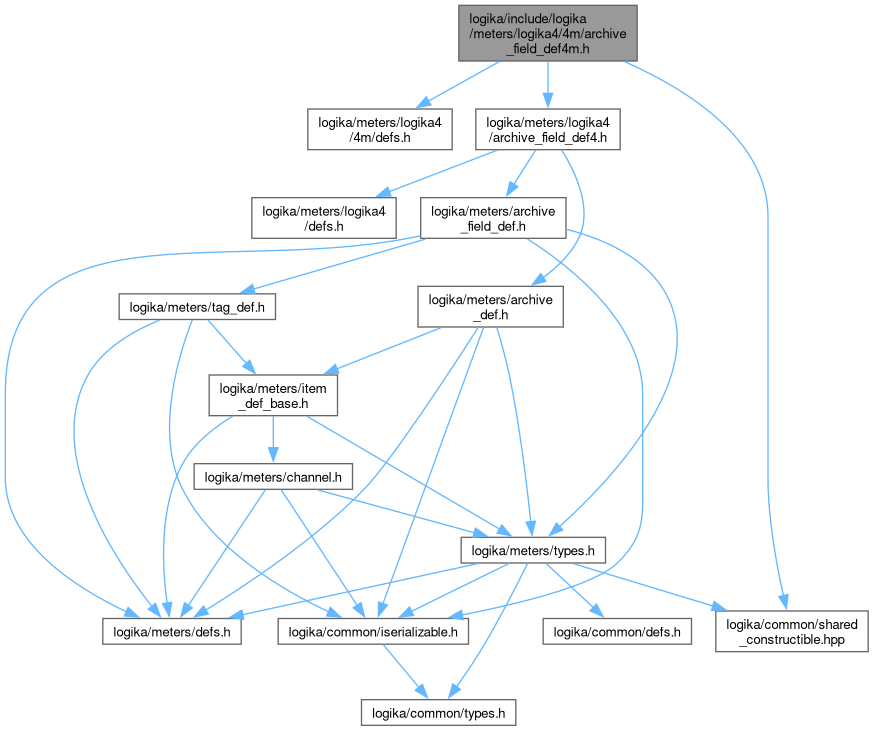 logika/include/logika
/meters/logika4/4m/archive
_field_def4m.h
logika/meters/logika4
/4m/defs.h
logika/meters/logika4
/archive_field_def4.h
logika/meters/logika4
/defs.h
logika/meters/archive
_field_def.h
logika/meters/tag_def.h
logika/meters/archive
_def.h
logika/meters/item
_def_base.h
logika/meters/channel.h
logika/meters/types.h
logika/meters/defs.h
logika/common/iserializable.h
logika/common/defs.h
logika/common/shared
_constructible.hpp
logika/common/types.h